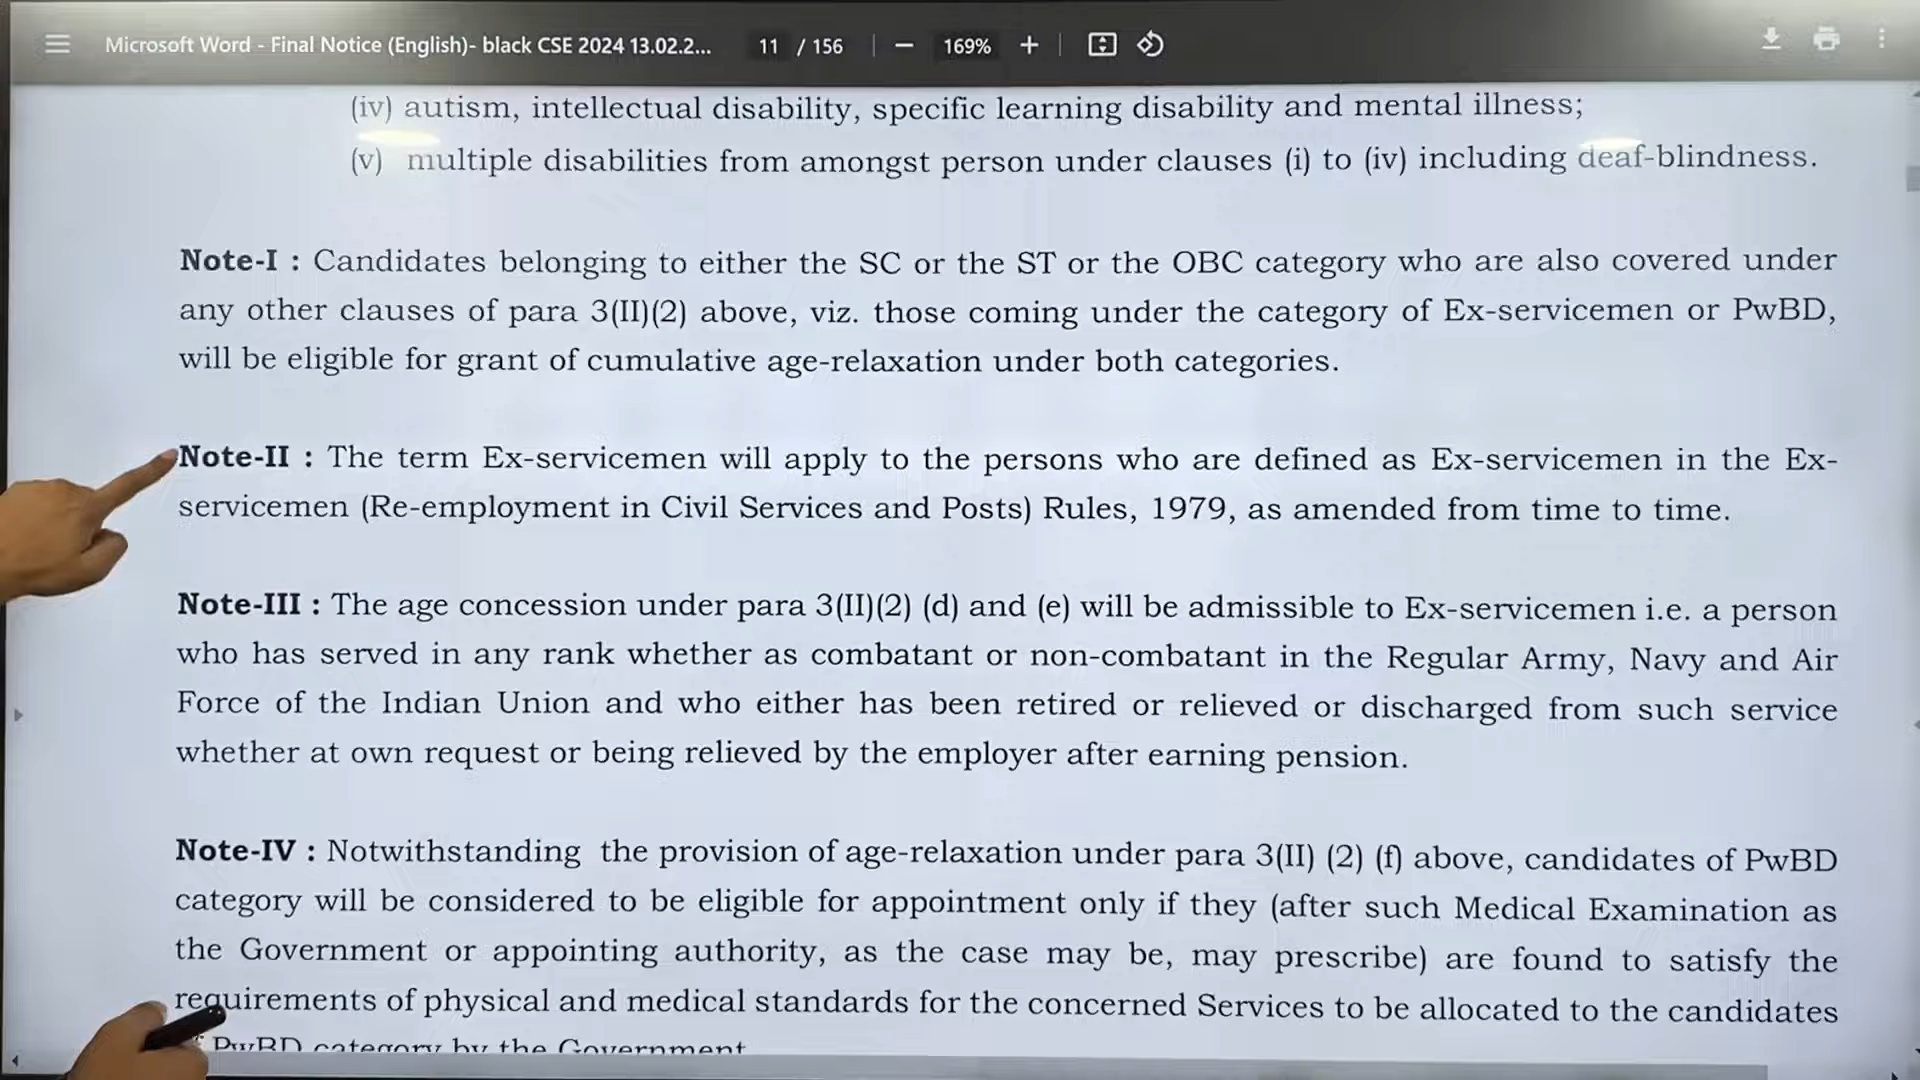 Microsoft Word - Final Notice (English)- black CSE 2024 13.02.2... 11 / 156 169%
(iv) autism, intellectual disability, specific learning disability and mental illness;
(v) multiple disabilities from amongst person under clauses (i) to (iv) including deaf-blindness.
Note-I : Candidates belonging to either the SC or the ST or the OBC category who are also covered under
any other clauses of para 3(II)(2) above, viz. those coming under the category of Ex-servicemen or PwBD,
will be eligible for grant of cumulative age-relaxation under both categories.
Note-II : The term Ex-servicemen will apply to the persons who are defined as Ex-servicemen in the Ex-
servicemen (Re-employment in Civil Services and Posts) Rules, 1979, as amended from time to time.
Note-III : The age concession under para 3(II)(2) (d) and (e) will be admissible to Ex-servicemen i.e. a person
who has served in any rank whether as combatant or non-combatant in the Regular Army, Navy and Air
Force of the Indian Union and who either has been retired or relieved or discharged from such service
whether at own request or being relieved by the employer after earning pension.
Note-IV : Notwithstanding the provision of age-relaxation under para 3(II) (2) (f) above, candidates of PwBD
category will be considered to be eligible for appointment only if they (after such Medical Examination as
the Government or appointing authority, as the case may be, may prescribe) are found to satisfy the
requirements of physical and medical standards for the concerned Services to be allocated to the candidates
PwBD category by the Government